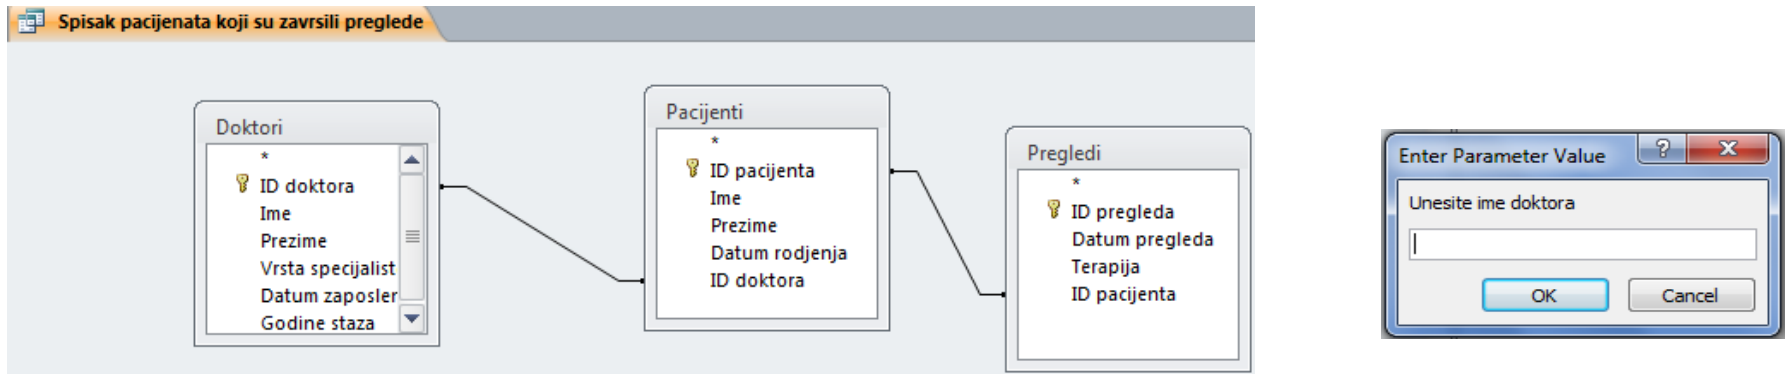 Spisak pacijenata koji su zavrsili preglede
Doktori
*
ID doktora
Ime
Prezime
Vrsta specijalist
Datum zaposler
Godine staza
Pacijenti
*
ID pacijenta
Ime
Prezime
Datum rodjenja
ID doktora
Pregledi
*
ID pregleda
Datum pregleda
Terapija
ID pacijenta
Enter Parameter Value
?
X
Unesite ime doktora
OK
Cancel